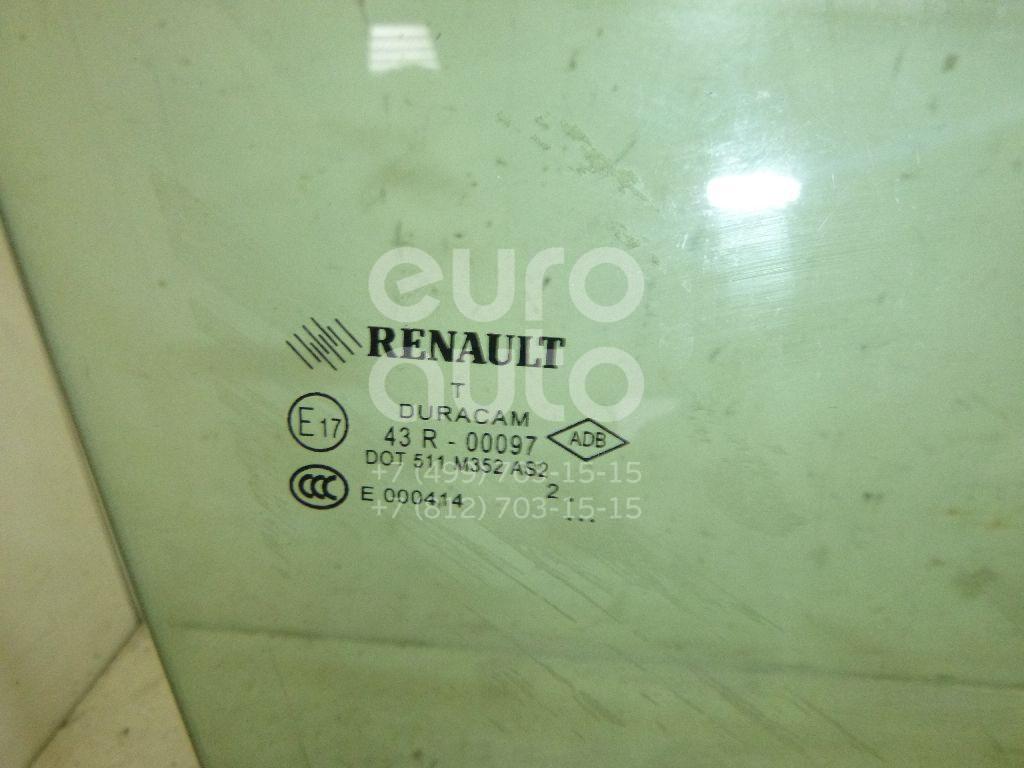 euro
auto
RENAULT
T
DURACAM
E17
43 R - 00097
ADB
DOT 511 M352 AS2
+7 (499) 703-15-15
CCC
E 000414
2 .
...
+7 (812) 703-15-15